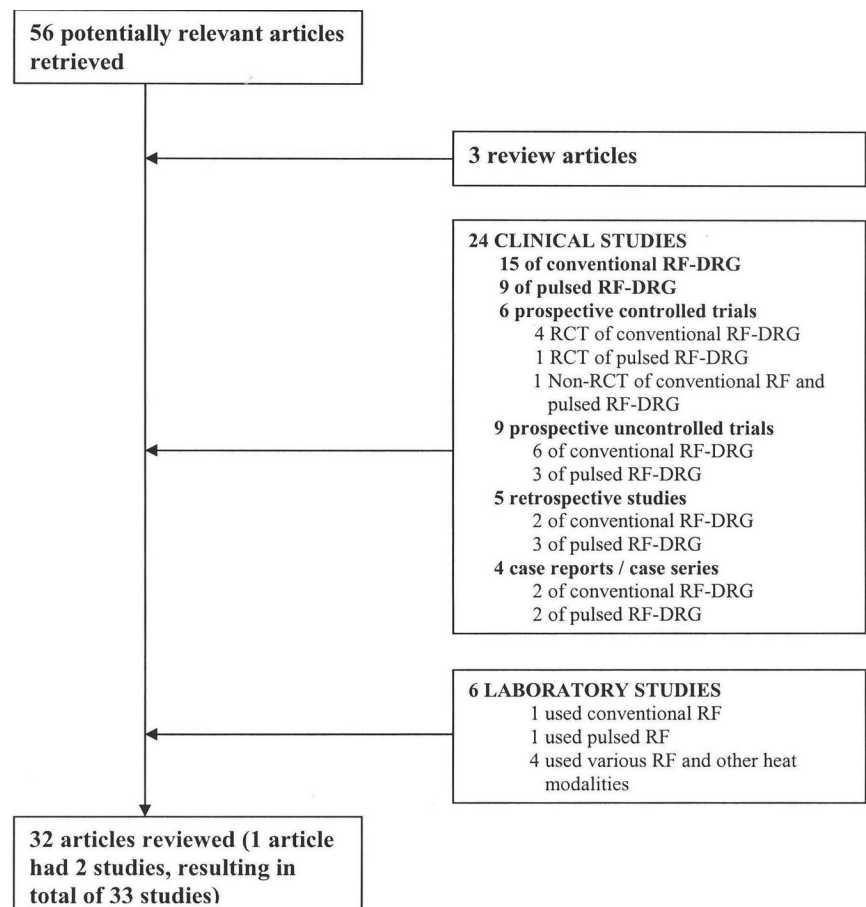 56 potentially relevant articles
retrieved
3 review articles
24 CLINICAL STUDIES
15 of conventional RF-DRG
9 of pulsed RF-DRG
6 prospective controlled trials
4 RCT of conventional RF-DRG
1 RCT of pulsed RF-DRG
1 Non-RCT of conventional RF and
pulsed RF-DRG
9 prospective uncontrolled trials
6 of conventional RF-DRG
3 of pulsed RF-DRG
5 retrospective studies
2 of conventional RF-DRG
3 of pulsed RF-DRG
4 case reports / case series
2 of conventional RF-DRG
2 of pulsed RF-DRG
6 LABORATORY STUDIES
1 used conventional RF
1 used pulsed RF
4 used various RF and other heat
modalities
32 articles reviewed (1 article
had 2 studies, resulting in
total of 33 studies)